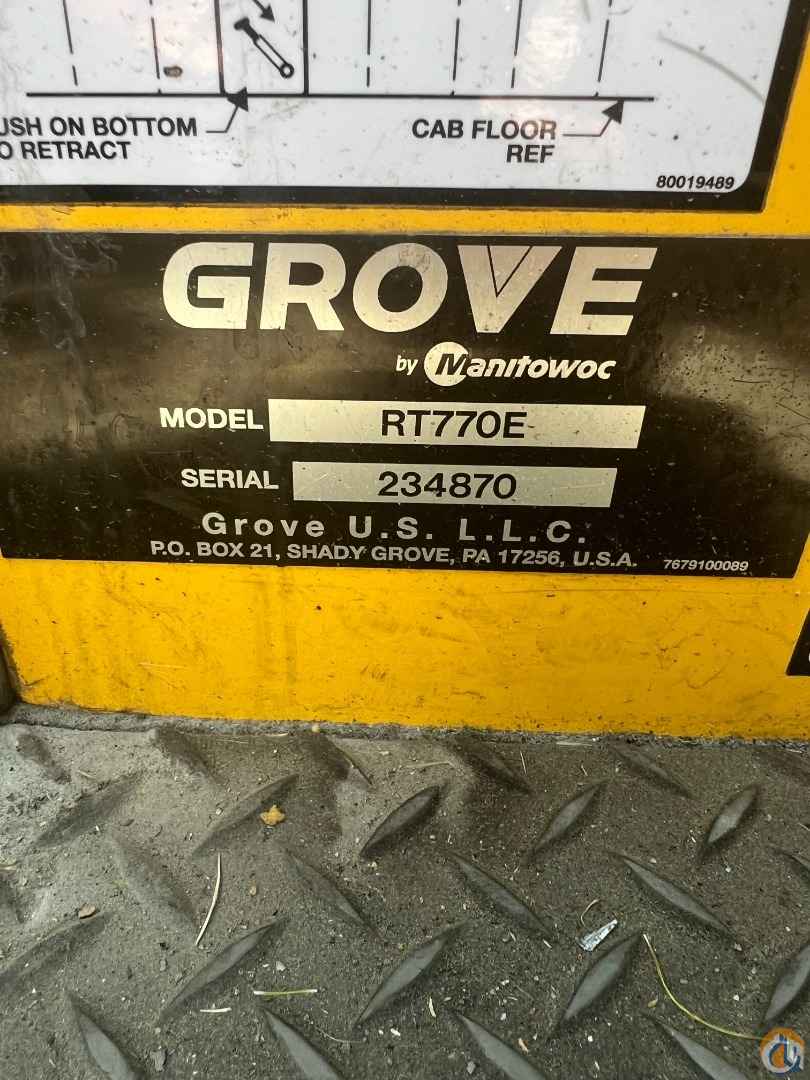 USH ON BOTTOM
O RETRACT
CAB FLOOR
REF
80019489
GROVE
by Manitowoc
MODEL RT770E
SERIAL 234870
Grove U.S. L.L.C.
P.O. BOX 21, SHADY GROVE, PA 17256, U.S.A. 7679100089